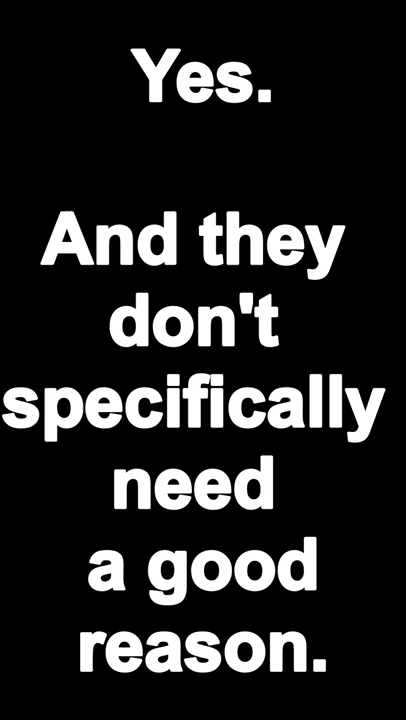 Yes.
And they
don't
specifically
need
a good
reason.